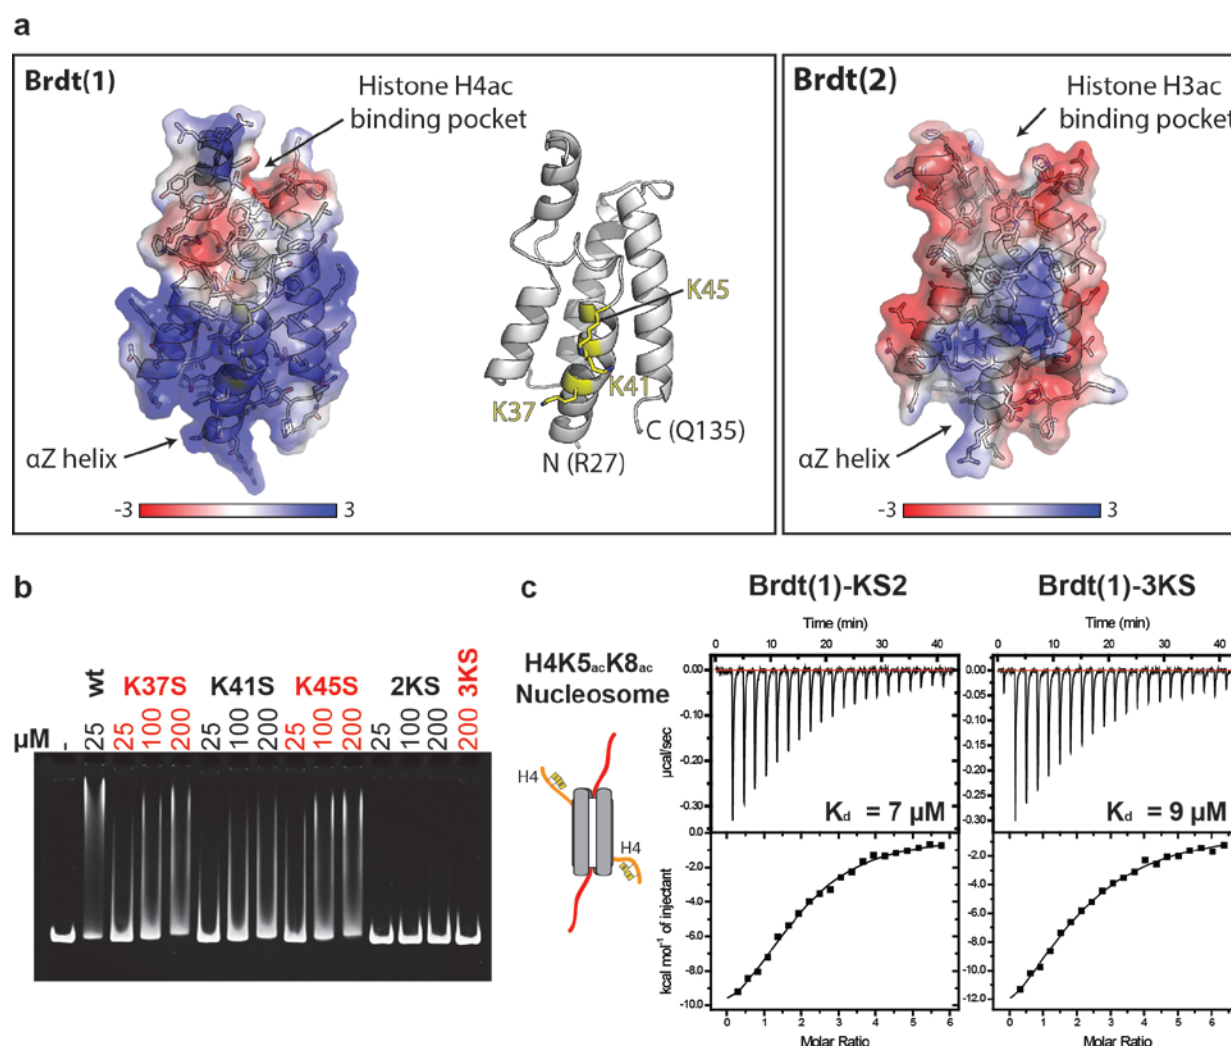 a
Brdt(1)
Histone H4ac
binding pocket
αZ helix
-3
3
K45
K41
K37
C (Q135)
N (R27)
Brdt(2)
Histone H3ac
binding pocket
αZ helix
-3
3
b
wt K37S K41S K45S 2KS 3KS
µM - 25 25 100 200 25 100 200 25 100 200 25 100 200 200
c
H4K5acK8ac
Nucleosome
H4
H4
Brdt(1)-KS2
Time (min)
0 10 20 30 40
0.00
-0.10
-0.20
-0.30
µcal/sec
Kd = 7 µM
-2.0
-4.0
-6.0
-8.0
-10.0
kcal mol-1 of injectant
0 1 2 3 4 5 6
Molar Ratio
Brdt(1)-3KS
Time (min)
0 10 20 30 40
0.00
-0.05
-0.10
-0.15
-0.20
-0.25
-0.30
Kd = 9 µM
-2.0
-4.0
-6.0
-8.0
-10.0
-12.0
0 1 2 3 4 5 6
Molar Ratio